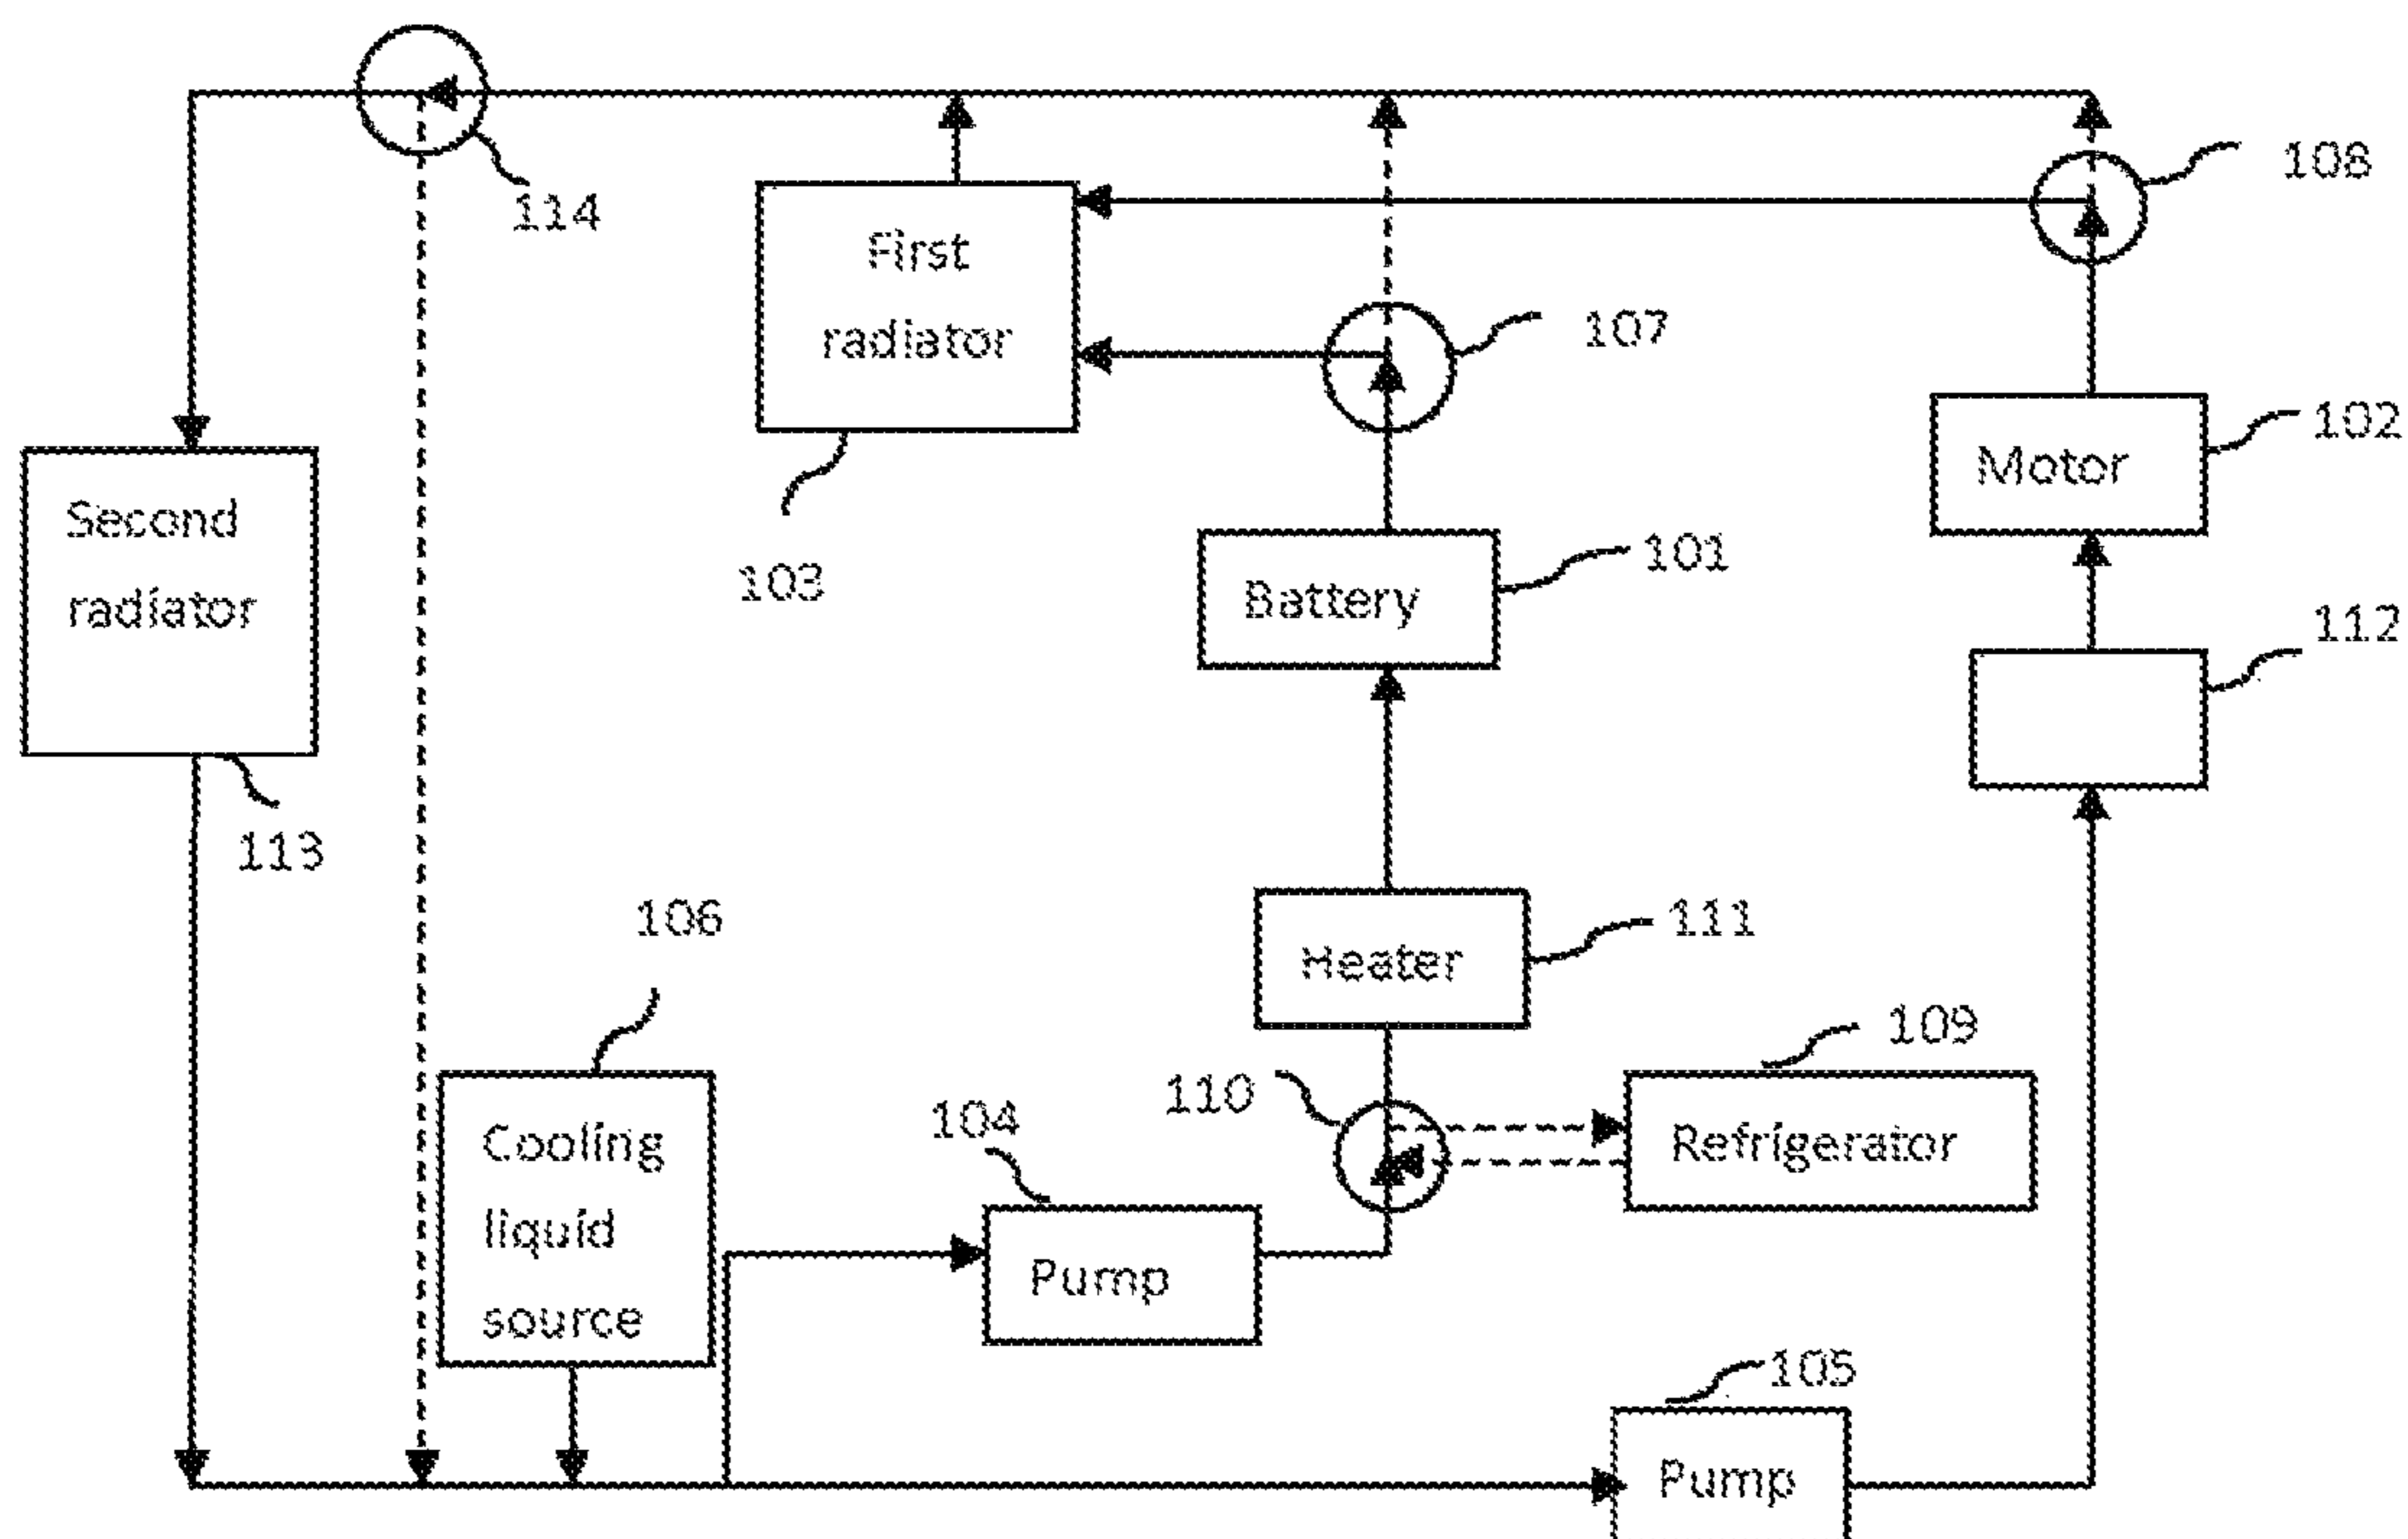 114
108
First
radiator
107
103
Motor
102
Second
radiator
113
Battery
101
112
106
Heater
111
109
110
Refrigerator
104
Cooling
liquid
source
Pump
105
Pump